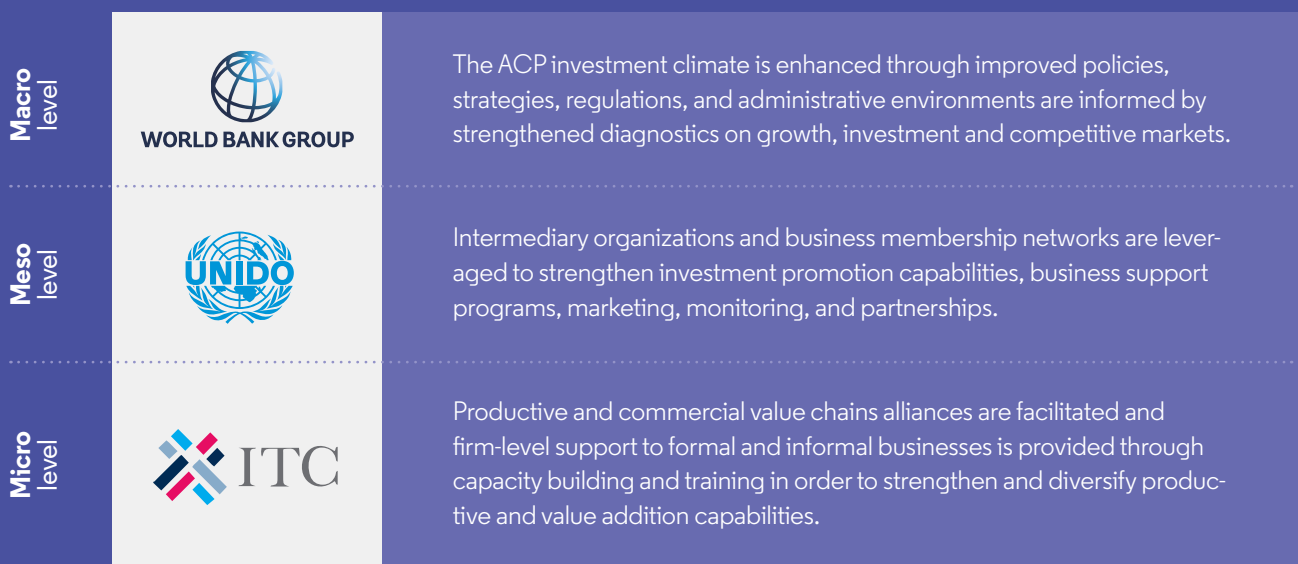 Macro
level
WORLD BANK GROUP
The ACP investment climate is enhanced through improved policies,
strategies, regulations, and administrative environments are informed by
strengthened diagnostics on growth, investment and competitive markets.
Meso
level
UNIDO
Intermediary organizations and business membership networks are lever-
aged to strengthen investment promotion capabilities, business support
programs, marketing, monitoring, and partnerships.
Micro
level
ITC
Productive and commercial value chains alliances are facilitated and
firm-level support to formal and informal businesses is provided through
capacity building and training in order to strengthen and diversify produc-
tive and value addition capabilities.